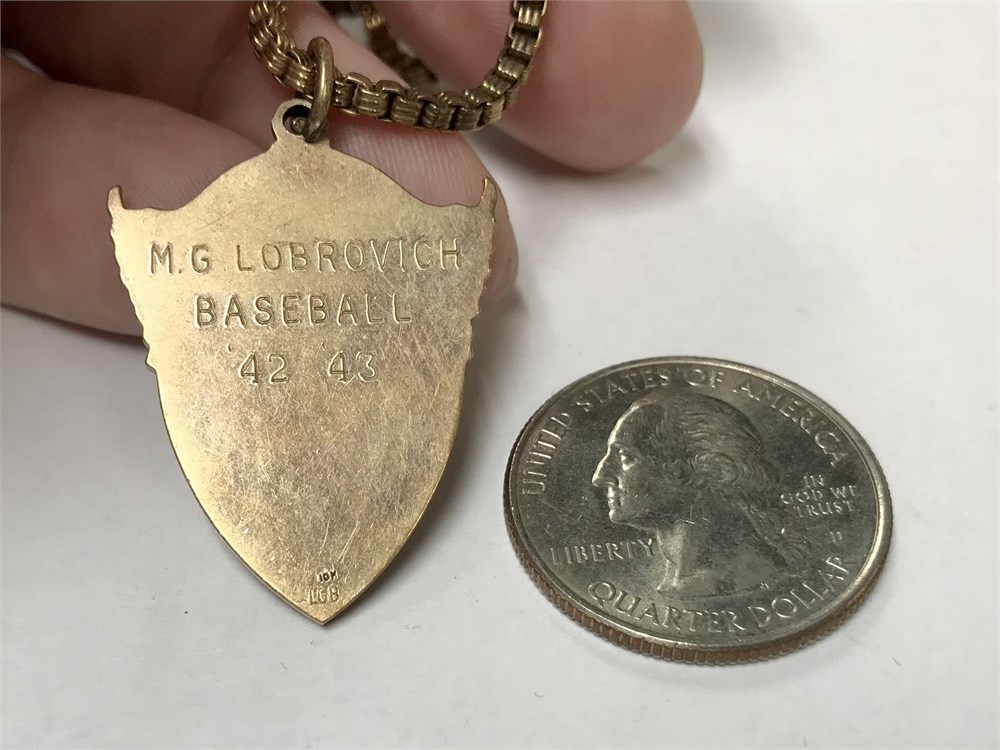 M.G. LOBROVICH
BASEBALL
'42 '43
10K
LGB
UNITED STATES OF AMERICA
LIBERTY
IN
GOD WE
TRUST
D
QUARTER DOLLAR